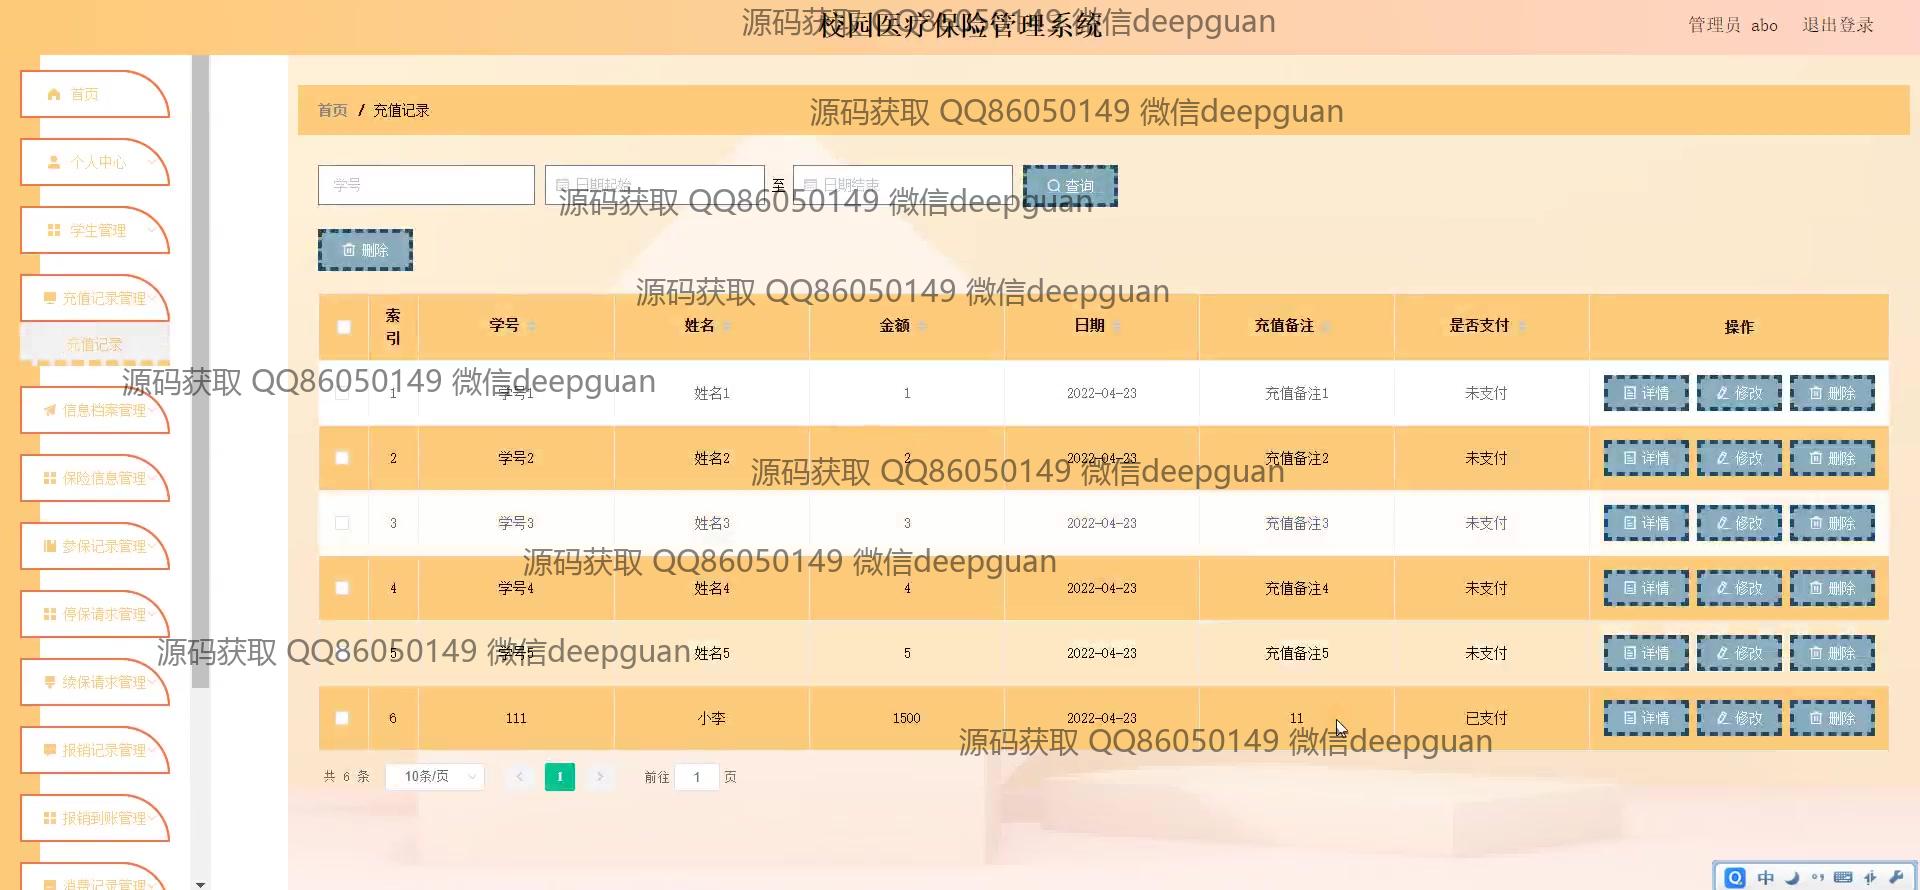 校园医疗保险管理系统
源码获取 QQ86050149 微信deepguan
管理员 abo 退出登录
首页
个人中心
学生管理
充值记录管理
充值记录
信息档案管理
保险信息管理
参保记录管理
停保请求管理
续保请求管理
报销记录管理
报销到账管理
消费记录管理
首页 / 充值记录
源码获取 QQ86050149 微信deepguan
学号 日期起始 至 日期结束 查询
源码获取 QQ86050149 微信deepguan
删除
源码获取 QQ86050149 微信deepguan
索引 学号 姓名 金额 日期 充值备注 是否支付 操作
1 学号1 姓名1 1 2022-04-23 充值备注1 未支付 详情 修改 删除
源码获取 QQ86050149 微信deepguan
2 学号2 姓名2 2 2022-04-23 充值备注2 未支付 详情 修改 删除
源码获取 QQ86050149 微信deepguan
3 学号3 姓名3 3 2022-04-23 充值备注3 未支付 详情 修改 删除
源码获取 QQ86050149 微信deepguan
4 学号4 姓名4 4 2022-04-23 充值备注4 未支付 详情 修改 删除
5 学号5 姓名5 5 2022-04-23 充值备注5 未支付 详情 修改 删除
源码获取 QQ86050149 微信deepguan
6 111 小李 1500 2022-04-23 11 已支付 详情 修改 删除
源码获取 QQ86050149 微信deepguan
共 6 条 10条/页 1 前往 1 页
中